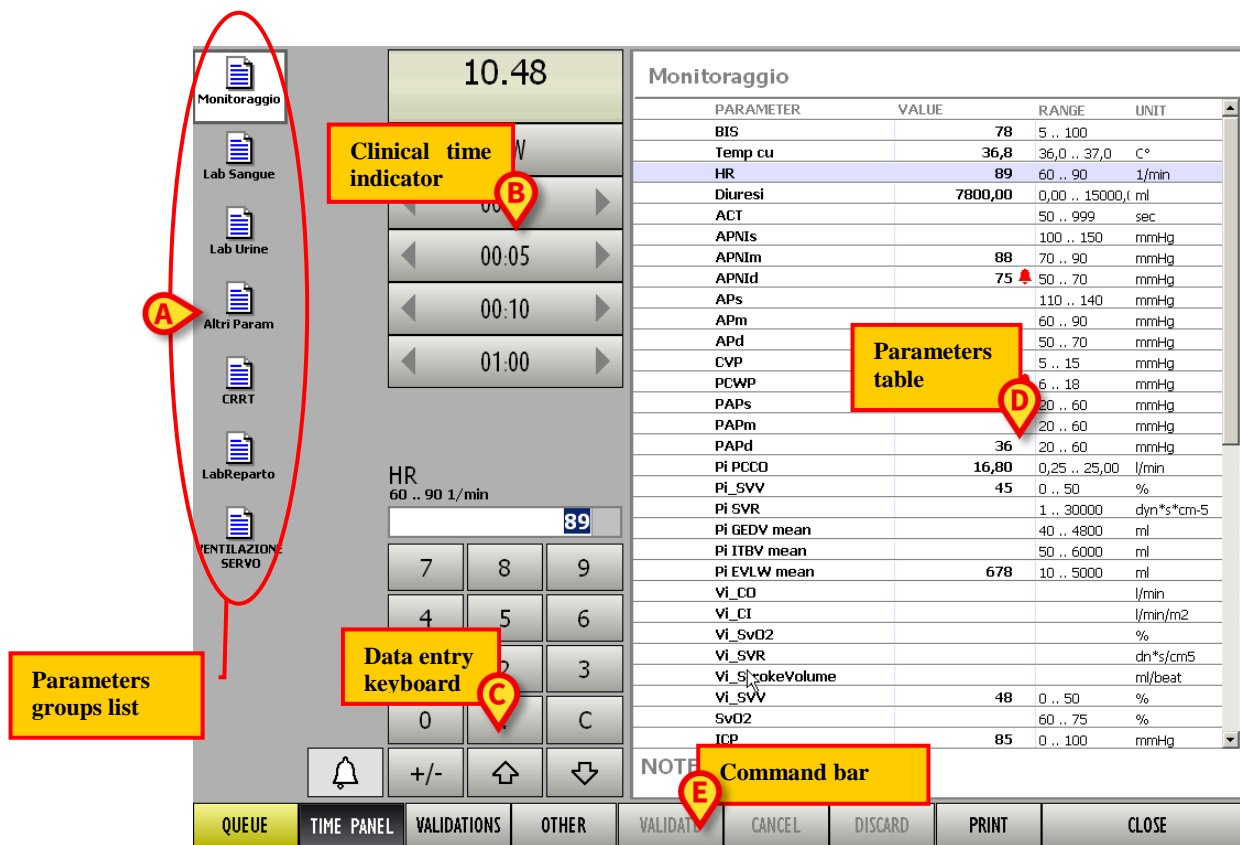 Monitoraggio
Lab Sangue
Lab Urine
Altri Param
CRRT
LabReparto
VENTILAZIONE
SERVO
A
Parameters
groups list
10.48
Clinical time
indicator
B
W
00:05
00:10
01:00
HR
60 .. 90 1/min
89
7 8 9
4 5 6
3
0 C
+/-
Data entry
keyboard
C
Monitoraggio
PARAMETER VALUE RANGE UNIT
BIS 78 5 .. 100
Temp cu 36,8 36,0 .. 37,0 C°
HR 89 60 .. 90 1/min
Diuresi 7800,00 0,00 .. 15000,( ml
ACT 50 .. 999 sec
APNIs 100 .. 150 mmHg
APNIm 88 70 .. 90 mmHg
APNId 75 50 .. 70 mmHg
APs 110 .. 140 mmHg
APm 60 .. 90 mmHg
APd 50 .. 70 mmHg
CVP 5 .. 15 mmHg
PCWP 6 .. 18 mmHg
PAPs 20 .. 60 mmHg
PAPm 20 .. 60 mmHg
PAPd 36 20 .. 60 mmHg
Pi PCCO 16,80 0,25 .. 25,00 l/min
Pi_SVV 45 0 .. 50 %
Pi SVR 1 .. 30000 dyn*s*cm-5
Pi GEDV mean 40 .. 4800 ml
Pi ITBV mean 50 .. 6000 ml
Pi EVLW mean 678 10 .. 5000 ml
Vi_CO l/min
Vi_CI l/min/m2
Vi_SvO2 %
Vi_SVR dn*s/cm5
Vi_StrokeVolume ml/beat
Vi_SVV 48 0 .. 50 %
SvO2 60 .. 75 %
ICP 85 0 .. 100 mmHg
Parameters
table
D
NOTE
Command bar
E
QUEUE TIME PANEL VALIDATIONS OTHER VALIDATE CANCEL DISCARD PRINT CLOSE